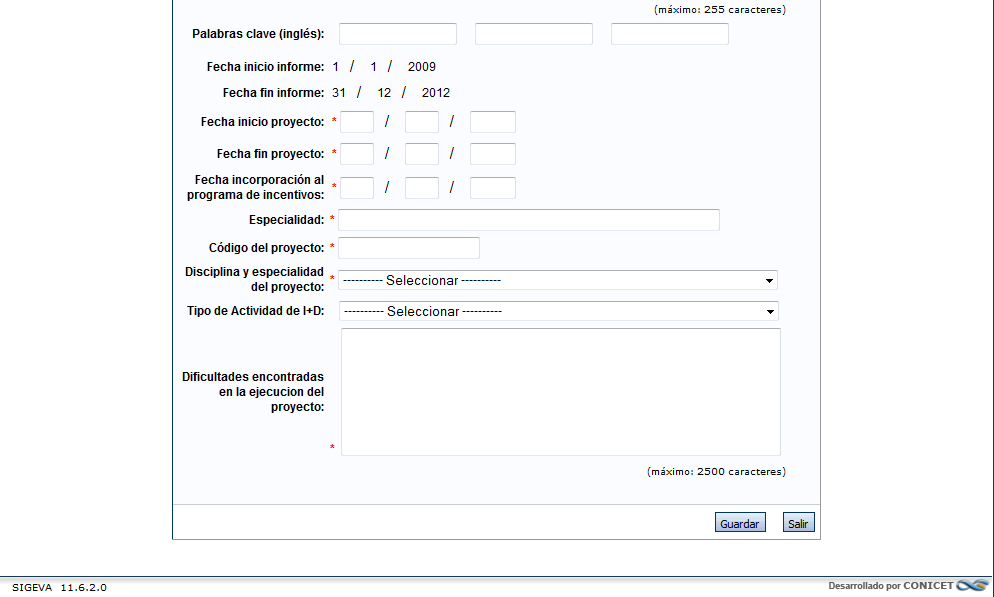 (máximo: 255 caracteres)
Palabras clave (inglés):
Fecha inicio informe: 1 / 1 / 2009
Fecha fin informe: 31 / 12 / 2012
Fecha inicio proyecto: * / /
Fecha fin proyecto: * / /
Fecha incorporación al
programa de incentivos: * / /
Especialidad: *
Código del proyecto: *
Disciplina y especialidad
del proyecto: * ---------- Seleccionar ----------
Tipo de Actividad de I+D: ---------- Seleccionar ----------
Dificultades encontradas
en la ejecucion del
proyecto:
*
(máximo: 2500 caracteres)
Guardar Salir
SIGEVA 11.6.2.0 Desarrollado por CONICET